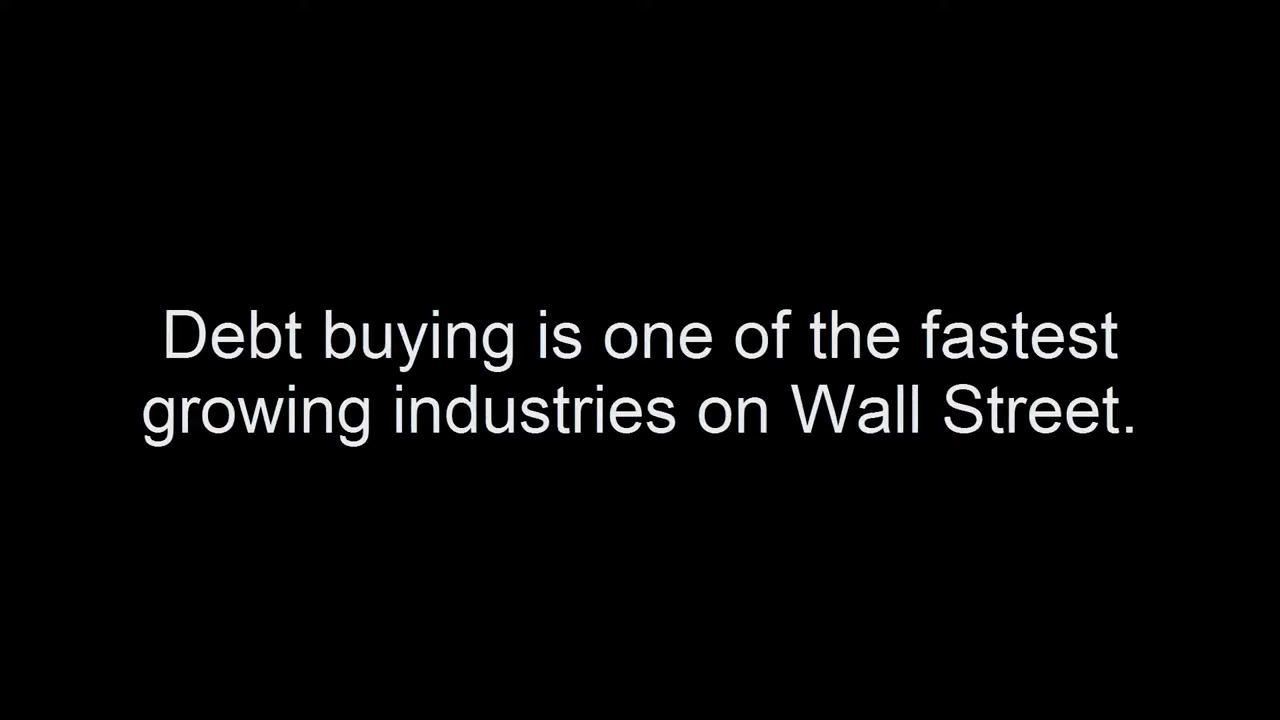 Debt buying is one of the fastest
growing industries on Wall Street.